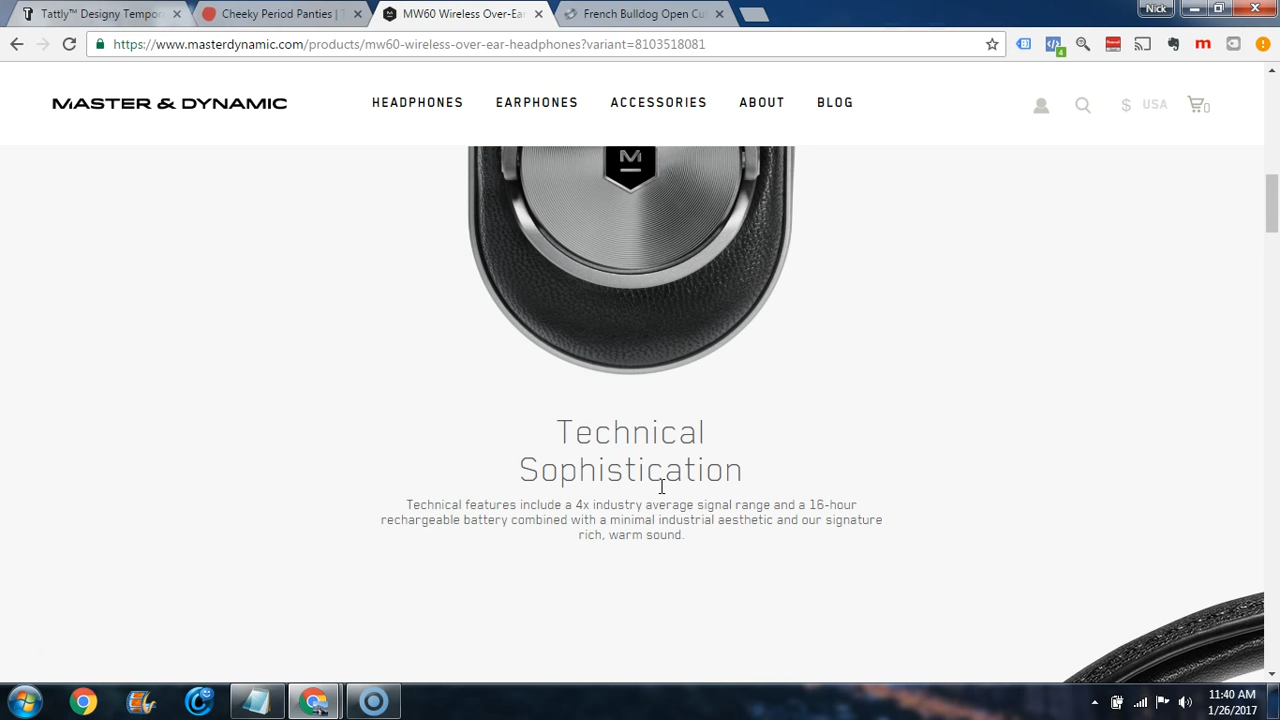 Tattly™ Designy Tempora
Cheeky Period Panties | T
MW60 Wireless Over-Ear
French Bulldog Open Cu
Nick
https://www.masterdynamic.com/products/mw60-wireless-over-ear-headphones?variant=8103518081
4
m
MASTER & DYNAMIC
HEADPHONES
EARPHONES
ACCESSORIES
ABOUT
BLOG
$ USA
0
M
Technical
Sophistication
Technical features include a 4x industry average signal range and a 16-hour
rechargeable battery combined with a minimal industrial aesthetic and our signature
rich, warm sound.
11:40 AM
1/26/2017